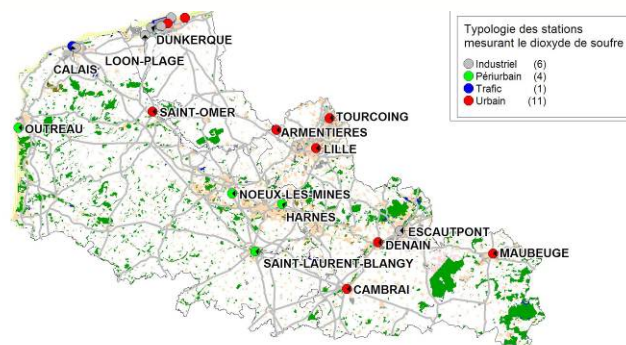 Typologie des stations
mesurant le dioxyde de soufre
Industriel (6)
Périurbain (4)
Trafic (1)
Urbain (11)
DUNKERQUE
LOON-PLAGE
CALAIS
SAINT-OMER
TOURCOING
ARMENTIERES
OUTREAU
LILLE
NOEUX-LES-MINES
HARNES
ESCAUTPONT
DENAIN
MAUBEUGE
SAINT-LAURENT-BLANGY
CAMBRAI